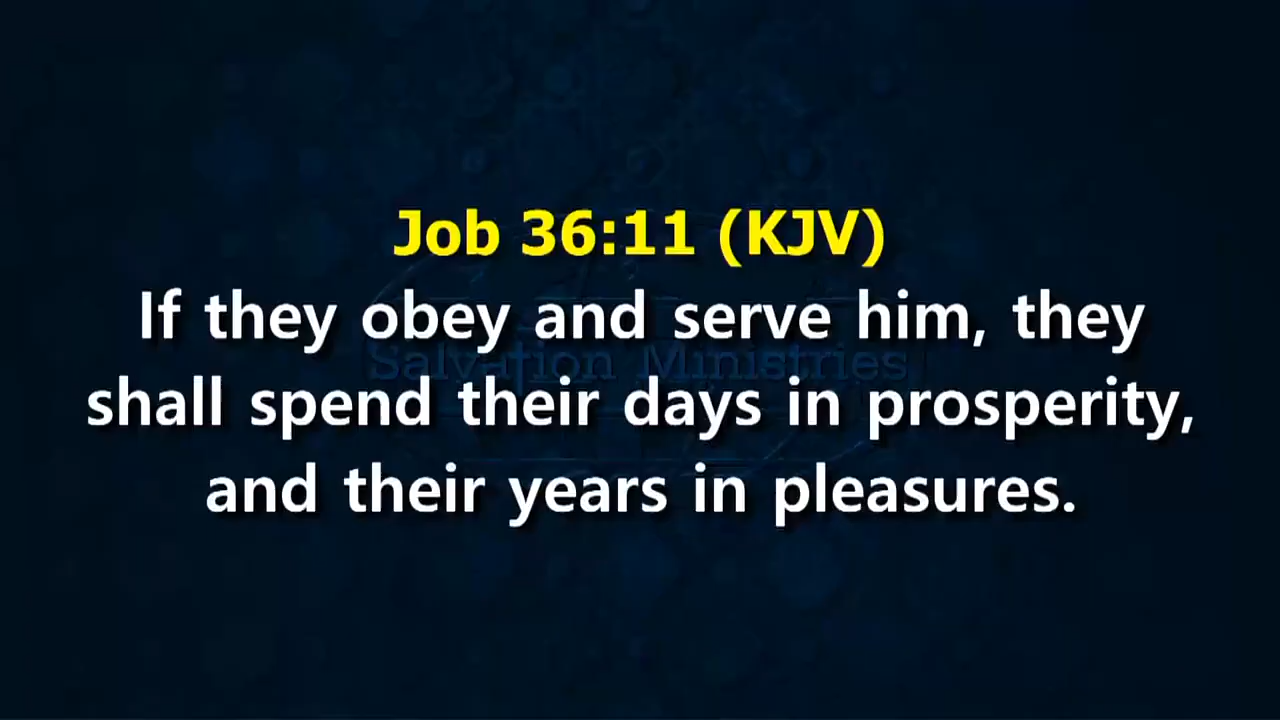 Job 36:11 (KJV)
If they obey and serve him, they
Salvation Ministries
shall spend their days in prosperity,
and their years in pleasures.